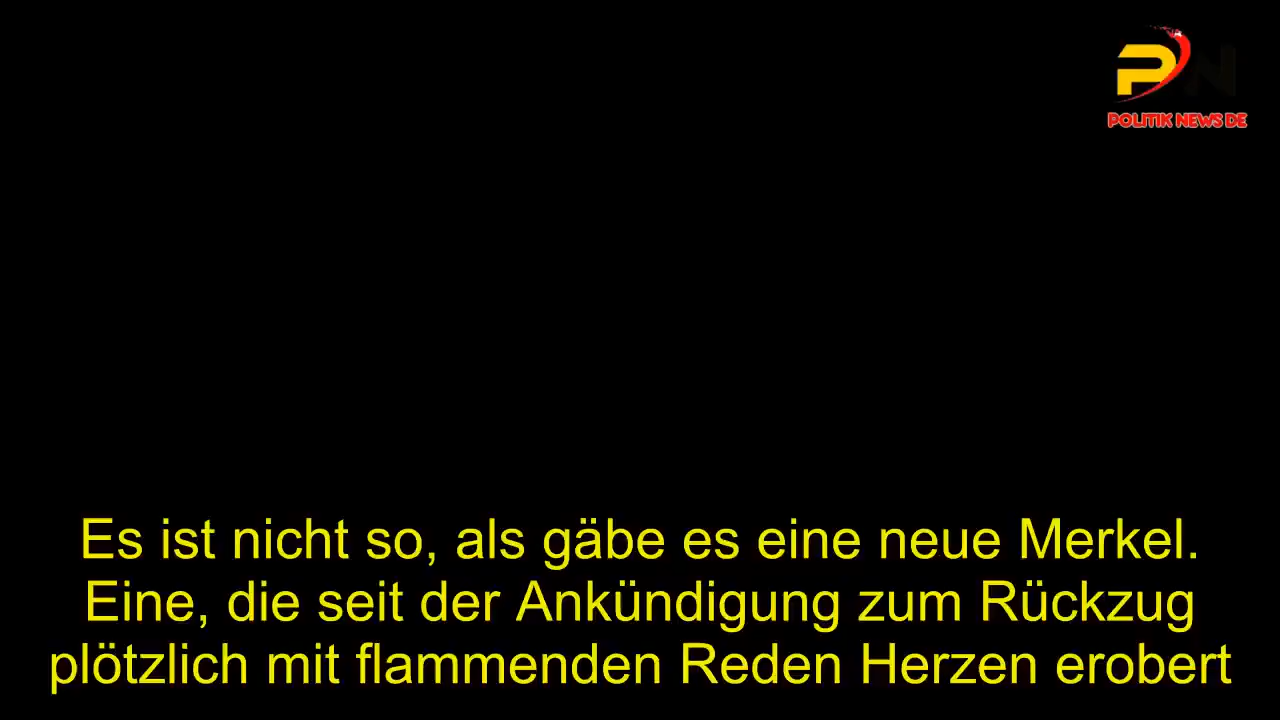 PN
POLITIK NEWS DE
Es ist nicht so, als gäbe es eine neue Merkel.
Eine, die seit der Ankündigung zum Rückzug
plötzlich mit flammenden Reden Herzen erobert